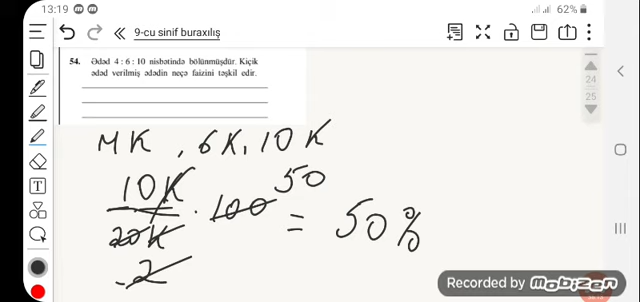 13:19 62%
9-cu sinif buraxılış
54. Ədəd 4 : 6 : 10 nisbətində bölünmüşdür. Kiçik
ədəd verilmiş ədədin neçə faizini təşkil edir.
24
25
4K, 6K, 10K
10K 50
20K · 100 = 50%
2
Recorded by Mobizen